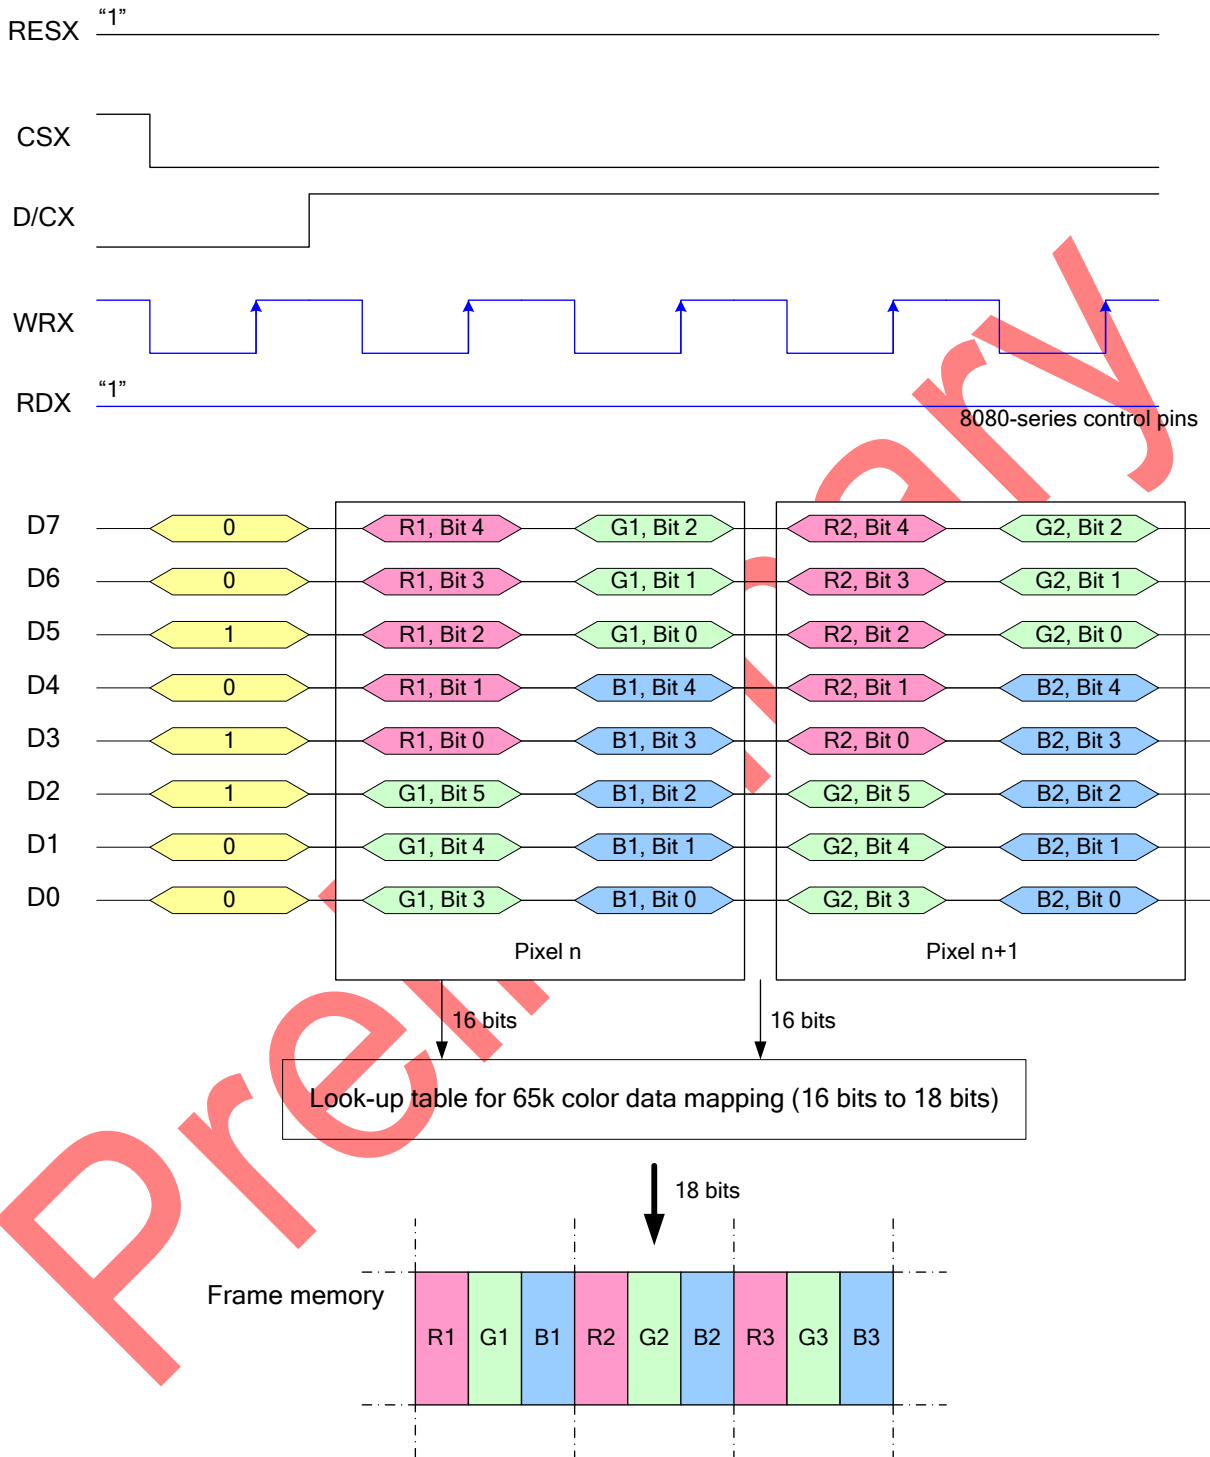 RESX “1”
CSX
D/CX
WRX
RDX “1”
8080-series control pins
D7 0 R1, Bit 4 G1, Bit 2 R2, Bit 4 G2, Bit 2
D6 0 R1, Bit 3 G1, Bit 1 R2, Bit 3 G2, Bit 1
D5 1 R1, Bit 2 G1, Bit 0 R2, Bit 2 G2, Bit 0
D4 0 R1, Bit 1 B1, Bit 4 R2, Bit 1 B2, Bit 4
D3 1 R1, Bit 0 B1, Bit 3 R2, Bit 0 B2, Bit 3
D2 1 G1, Bit 5 B1, Bit 2 G2, Bit 5 B2, Bit 2
D1 0 G1, Bit 4 B1, Bit 1 G2, Bit 4 B2, Bit 1
D0 0 G1, Bit 3 B1, Bit 0 G2, Bit 3 B2, Bit 0
Pixel n Pixel n+1
16 bits 16 bits
Look-up table for 65k color data mapping (16 bits to 18 bits)
18 bits
Frame memory
R1 G1 B1 R2 G2 B2 R3 G3 B3
Preliminary